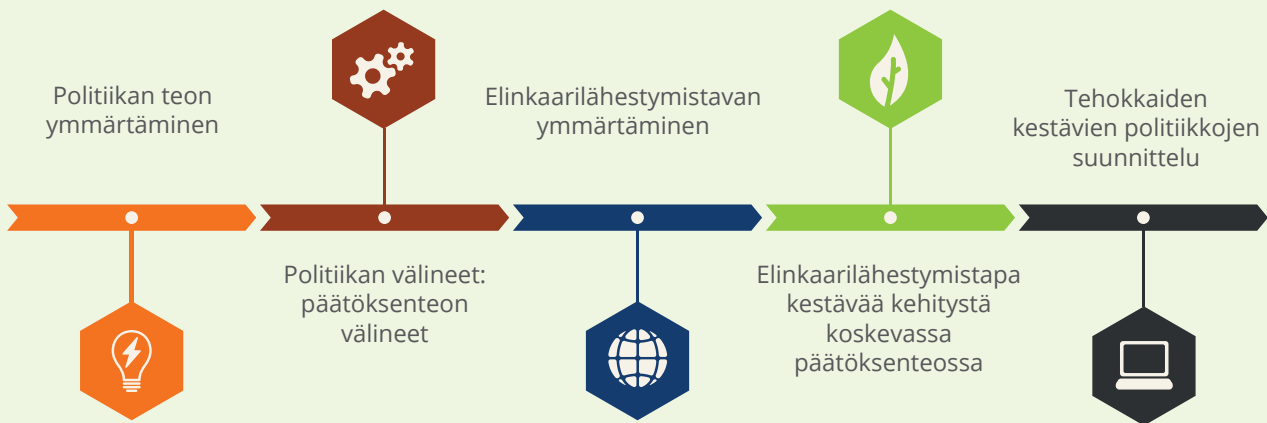 Politiikan teon
ymmärtäminen
Politiikan välineet:
päätöksenteon
välineet
Elinkaarilähestymistavan
ymmärtäminen
Elinkaarilähestymistapa
kestävää kehitystä
koskevassa
päätöksenteossa
Tehokkaiden
kestävien politiikkojen
suunnittelu